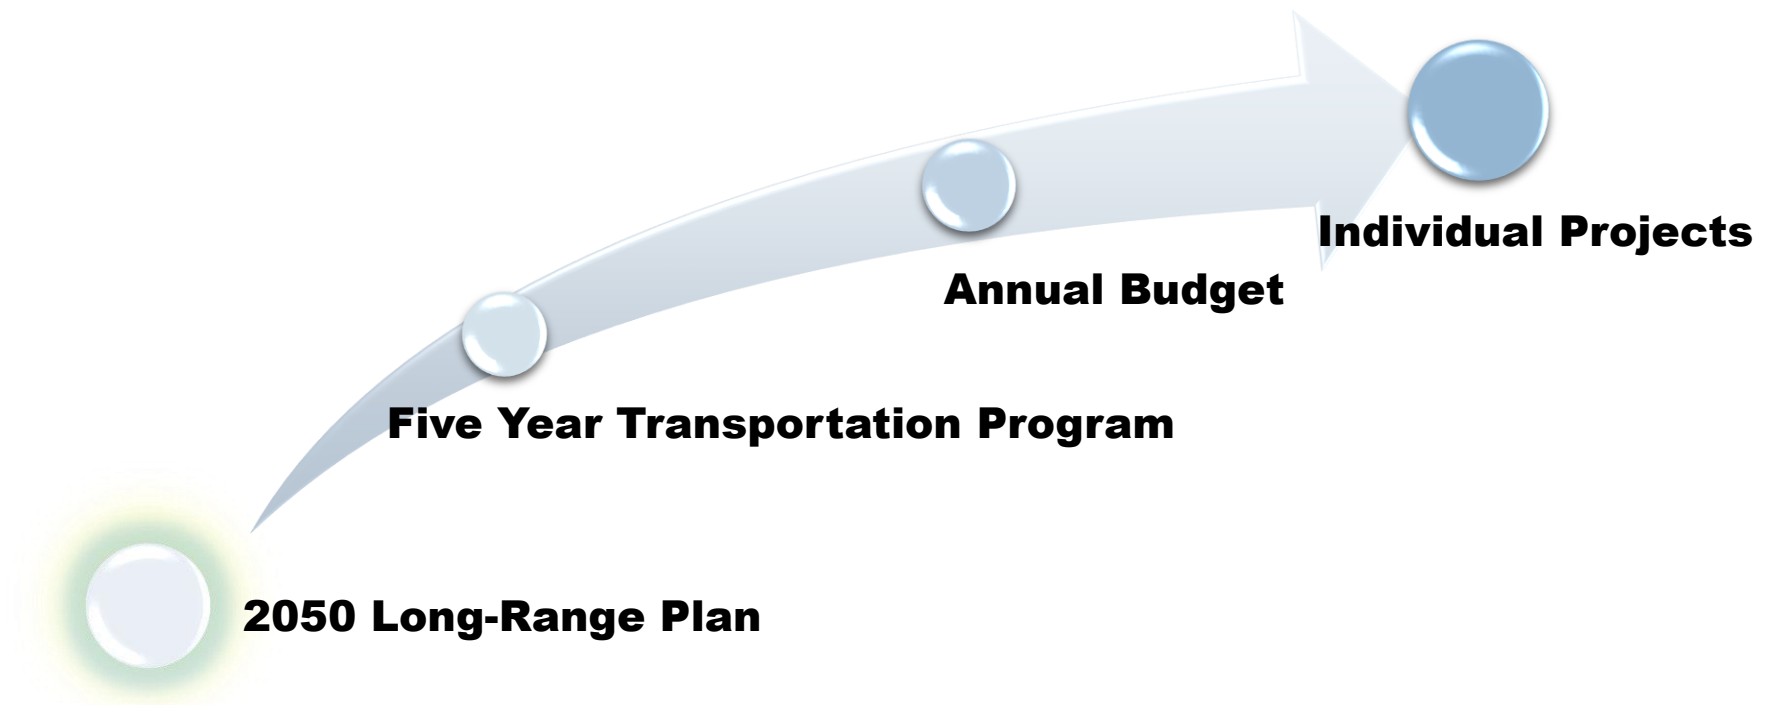 Individual Projects
Annual Budget
Five Year Transportation Program
2050 Long-Range Plan